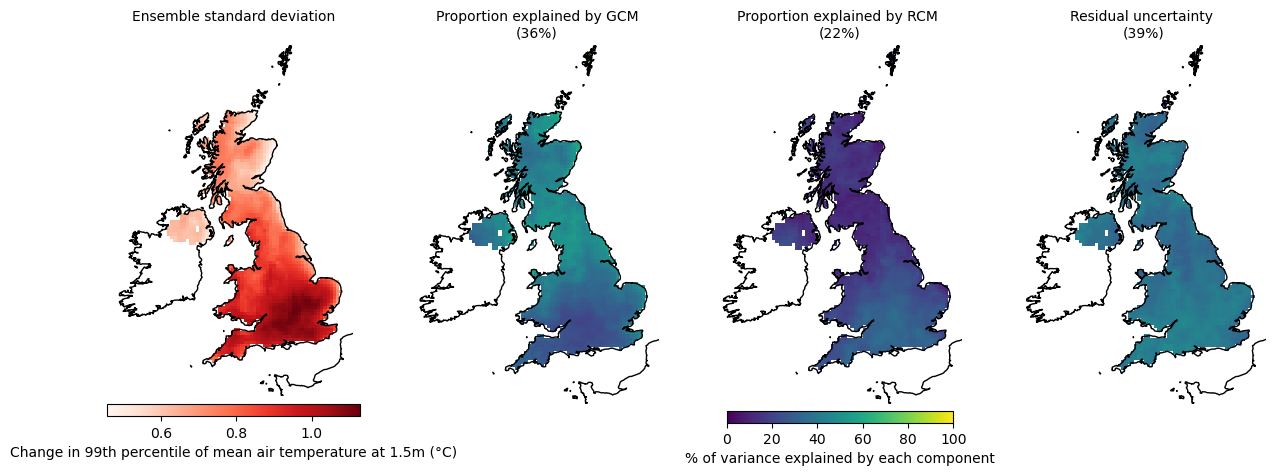 Ensemble standard deviation
Proportion explained by GCM
(36%)
Proportion explained by RCM
(22%)
Residual uncertainty
(39%)
0.6 0.8 1.0
Change in 99th percentile of mean air temperature at 1.5m (°C)
0 20 40 60 80 100
% of variance explained by each component